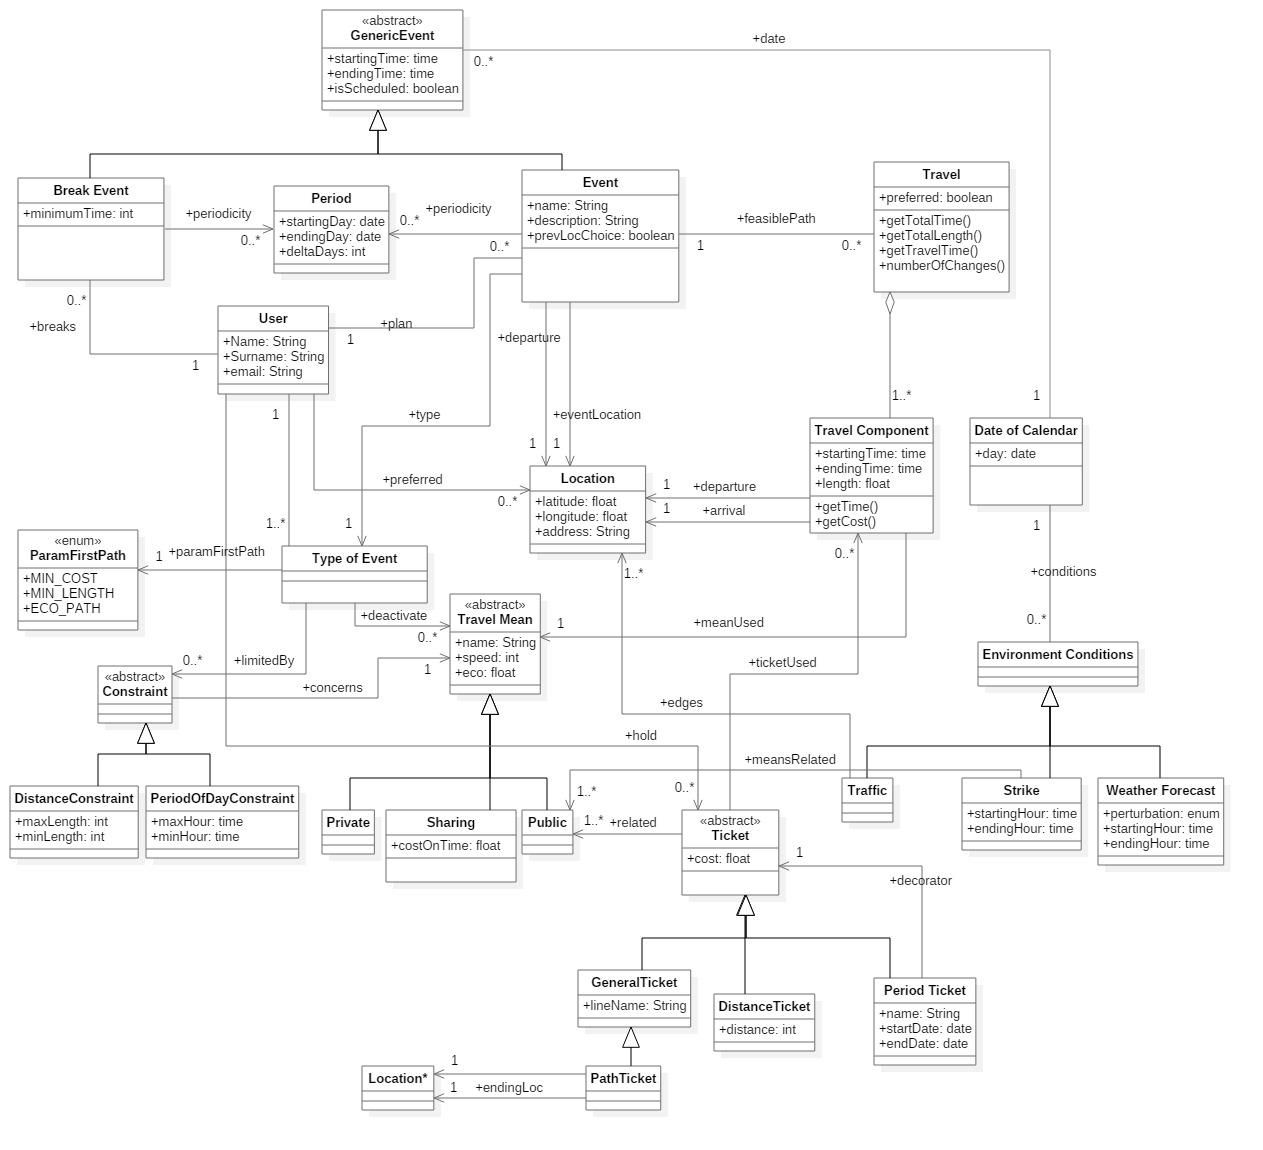 «abstract»
GenericEvent
+startingTime: time
+endingTime: time
+isScheduled: boolean
+date
0..*
Break Event
+minimumTime: int
+periodicity
0..*
Period
+startingDay: date
+endingDay: date
+deltaDays: int
+periodicity
0..*
Event
+name: String
+description: String
+prevLocChoice: boolean
0..*
+feasiblePath
1
0..*
Travel
+preferred: boolean
+getTotalTime()
+getTotalLength()
+getTravelTime()
+numberOfChanges()
0..*
+breaks
1
User
+Name: String
+Surname: String
+email: String
+plan
1
+departure
+eventLocation
1
1
1..*
1
+type
1
1
1..*
+preferred
0..*
Location
+latitude: float
+longitude: float
+address: String
1
+departure
1
+arrival
Travel Component
+startingTime: time
+endingTime: time
+length: float
+getTime()
+getCost()
Date of Calendar
+day: date
1
+conditions
0..*
«enum»
ParamFirstPath
+MIN_COST
+MIN_LENGTH
+ECO_PATH
1
+paramFirstPath
Type of Event
+deactivate
0..*
«abstract»
Travel Mean
+name: String
+speed: int
+eco: float
1..*
0..*
1
+meanUsed
+ticketUsed
Environment Conditions
0..*
+limitedBy
«abstract»
Constraint
+concerns
1
+edges
+hold
+meansRelated
DistanceConstraint
+maxLength: int
+minLength: int
PeriodOfDayConstraint
+maxHour: time
+minHour: time
Private
Sharing
+costOnTime: float
Public
1..*
1..*
+related
0..*
«abstract»
Ticket
+cost: float
1
+decorator
Traffic
Strike
+startingHour: time
+endingHour: time
Weather Forecast
+perturbation: enum
+startingHour: time
+endingHour: time
GeneralTicket
+lineName: String
DistanceTicket
+distance: int
Period Ticket
+name: String
+startDate: date
+endDate: date
Location*
1
1
+endingLoc
PathTicket